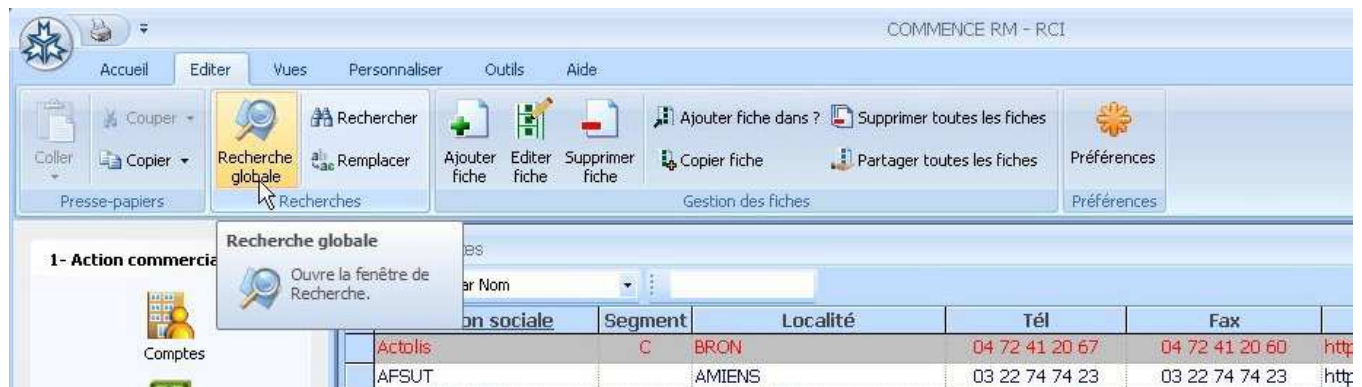 COMMENCE RM - RCI
Accueil Editer Vues Personnaliser Outils Aide
Couper Rechercher Ajouter fiche dans ? Supprimer toutes les fiches
Coller Copier Recherche globale Remplacer Ajouter fiche Editer fiche Supprimer fiche Copier fiche Partager toutes les fiches Préférences
Presse-papiers Recherches Gestion des fiches Préférences
Recherche globale
1- Action
Ouvre la fenêtre de
Recherche.
Nom
sociale Segment Localité Tél Fax
Comptes
Actolis C BRON 04 72 41 20 67 04 72 41 20 60
AFSUT AMIENS 03 22 74 74 23 03 22 74 74 23